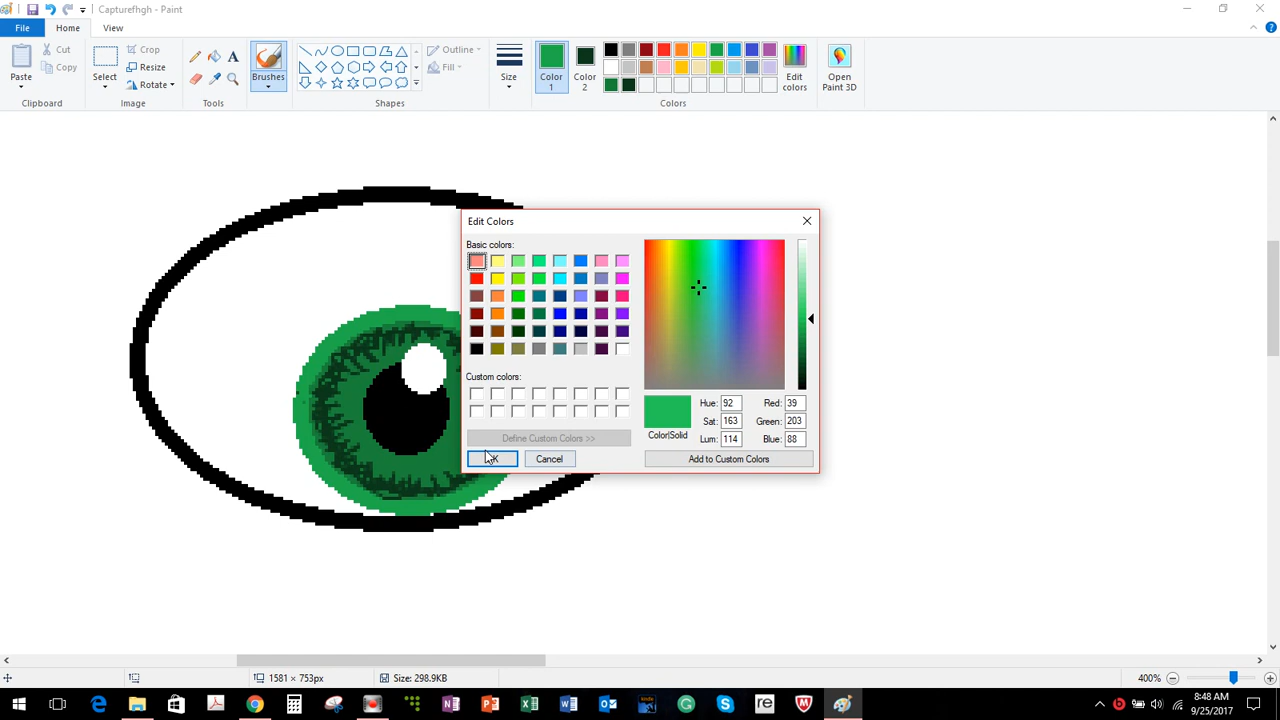 Capturefhgh - Paint
File
Home
View
Paste
Cut
Copy
Clipboard
Select
Crop
Resize
Rotate
Image
A
Tools
Brushes
Outline
Fill
Shapes
Size
Color 1
Color 2
Edit colors
Colors
Open Paint 3D
Edit Colors
Basic colors:
Custom colors:
Define Custom Colors >>
Cancel
Color|Solid
Hue: 92
Sat: 163
Lum: 114
Red: 39
Green: 203
Blue: 88
Add to Custom Colors
1581 × 753px
Size: 298.9KB
400%
8:48 AM
9/25/2017